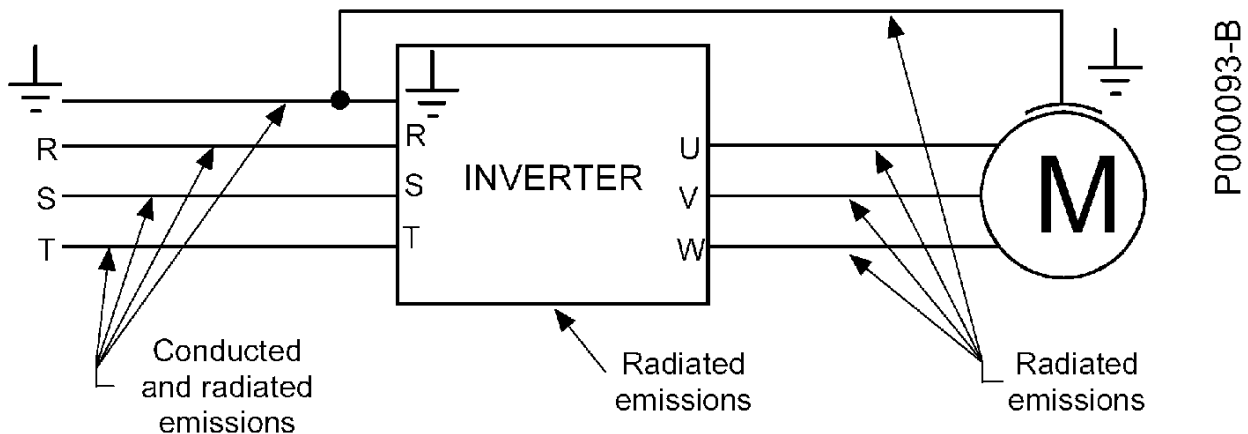 P000093-B
R
S
T
R
S
T
INVERTER
U
V
W
M
Conducted
and radiated
emissions
Radiated
emissions
Radiated
emissions